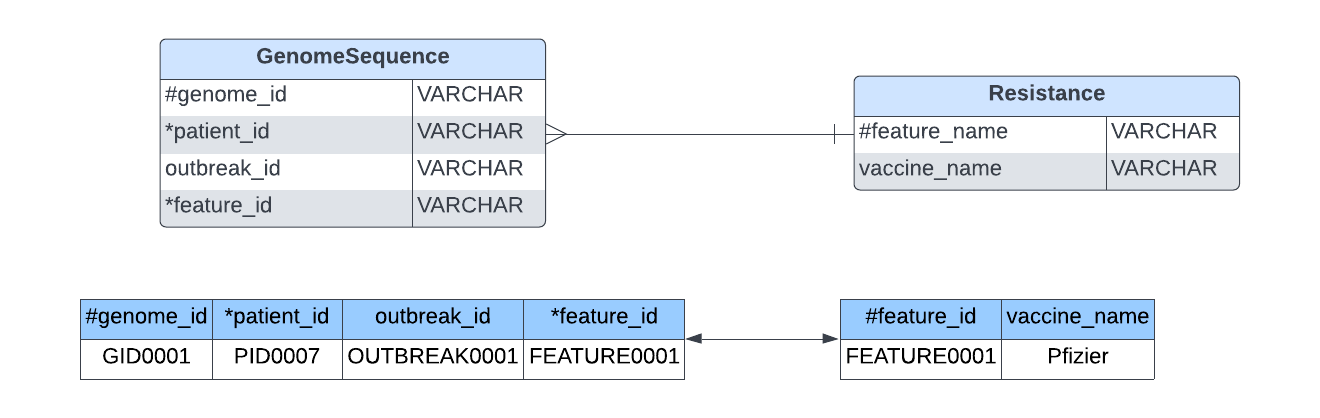 GenomeSequence
#genome_id VARCHAR
*patient_id VARCHAR
outbreak_id VARCHAR
*feature_id VARCHAR
Resistance
#feature_name VARCHAR
vaccine_name VARCHAR
#genome_id *patient_id outbreak_id *feature_id
GID0001 PID0007 OUTBREAK0001 FEATURE0001
#feature_id vaccine_name
FEATURE0001 Pfizier